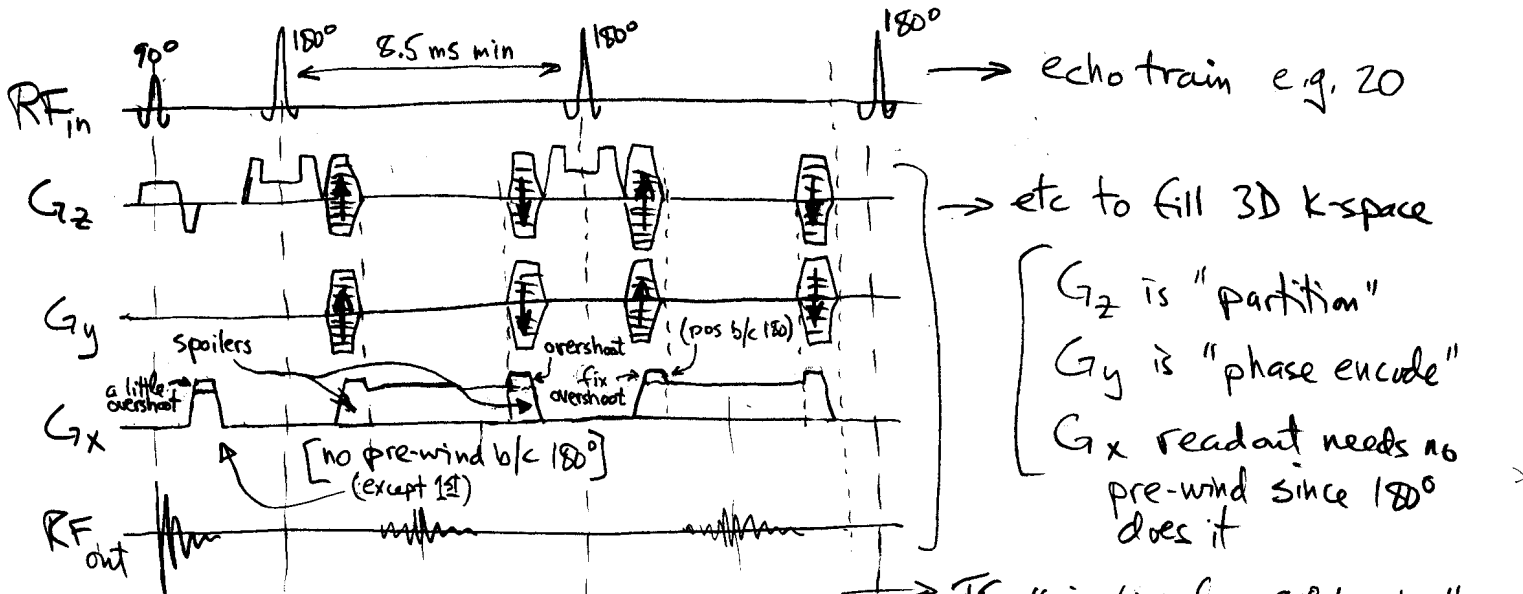 90°
180°
8.5 ms min
180°
180°
RFin
→ echo train e.g. 20
Gz
→ etc to fill 3D k-space
Gz is "partition"
Gy
Gy is "phase encode"
spoilers
overshoot
(pos b/c 180)
a little overshoot
fix overshoot
Gx
Gx readout needs no
pre-wind since 180°
does it
[no pre-wind b/c 180°]
(except 1st)
RFout